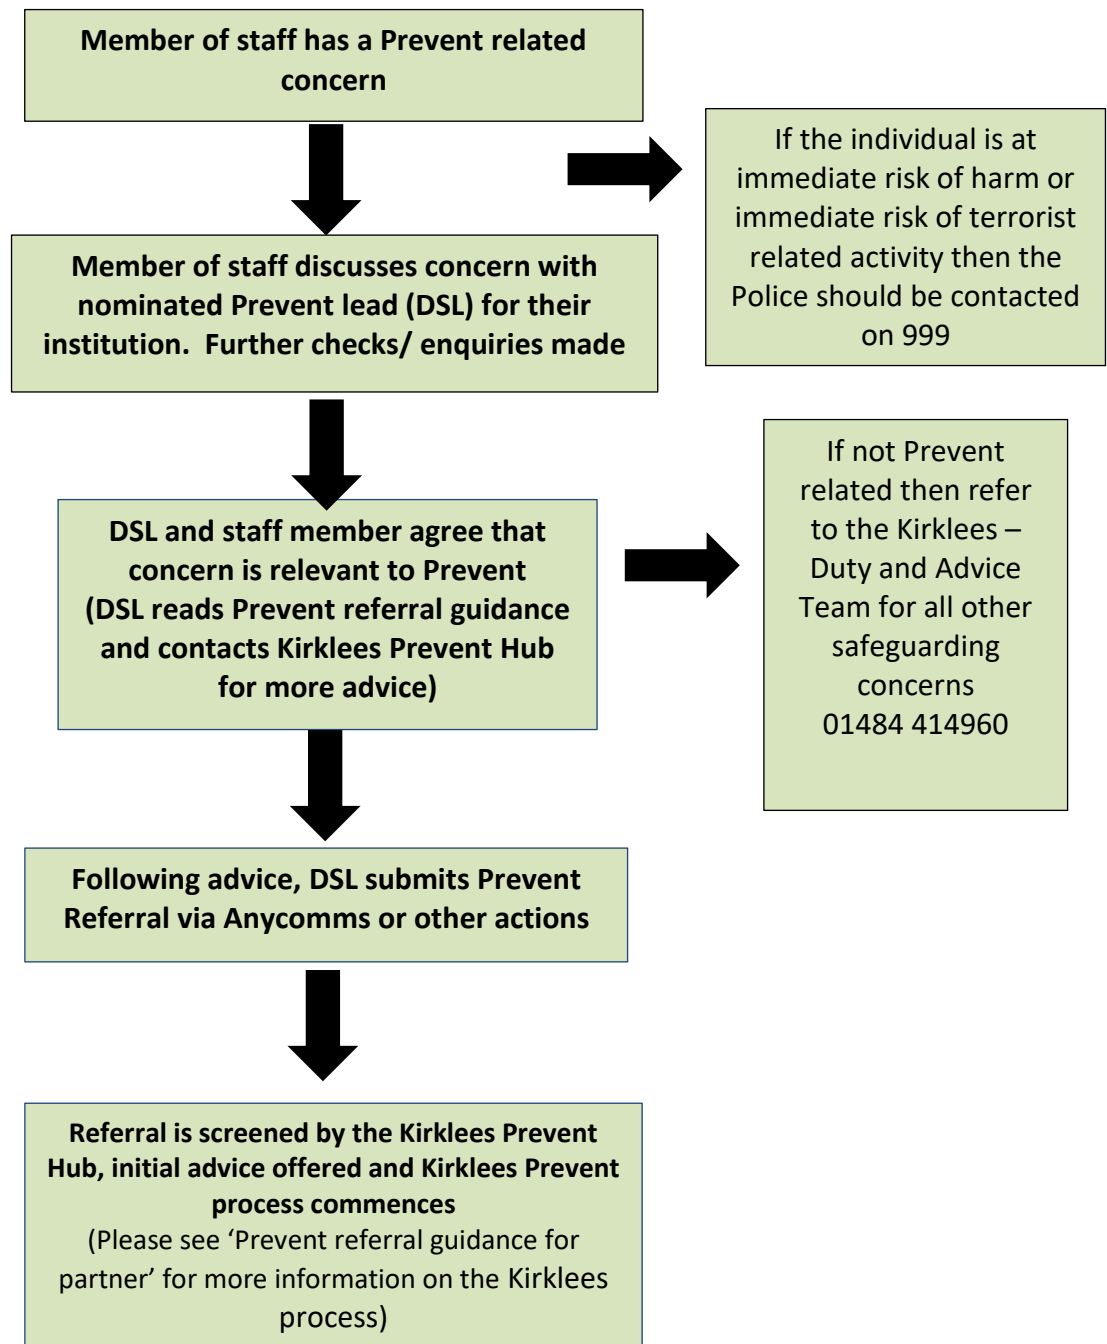 Member of staff has a Prevent related
concern
If the individual is at
immediate risk of harm or
immediate risk of terrorist
related activity then the
Police should be contacted
on 999
Member of staff discusses concern with
nominated Prevent lead (DSL) for their
institution.  Further checks/ enquiries made
DSL and staff member agree that
concern is relevant to Prevent
(DSL reads Prevent referral guidance
and contacts Kirklees Prevent Hub
for more advice)
If not Prevent
related then refer
to the Kirklees –
Duty and Advice
Team for all other
safeguarding
concerns
01484 414960
Following advice, DSL submits Prevent
Referral via Anycomms or other actions
Referral is screened by the Kirklees Prevent
Hub, initial advice offered and Kirklees Prevent
process commences
(Please see ‘Prevent referral guidance for
partner’ for more information on the Kirklees
process)